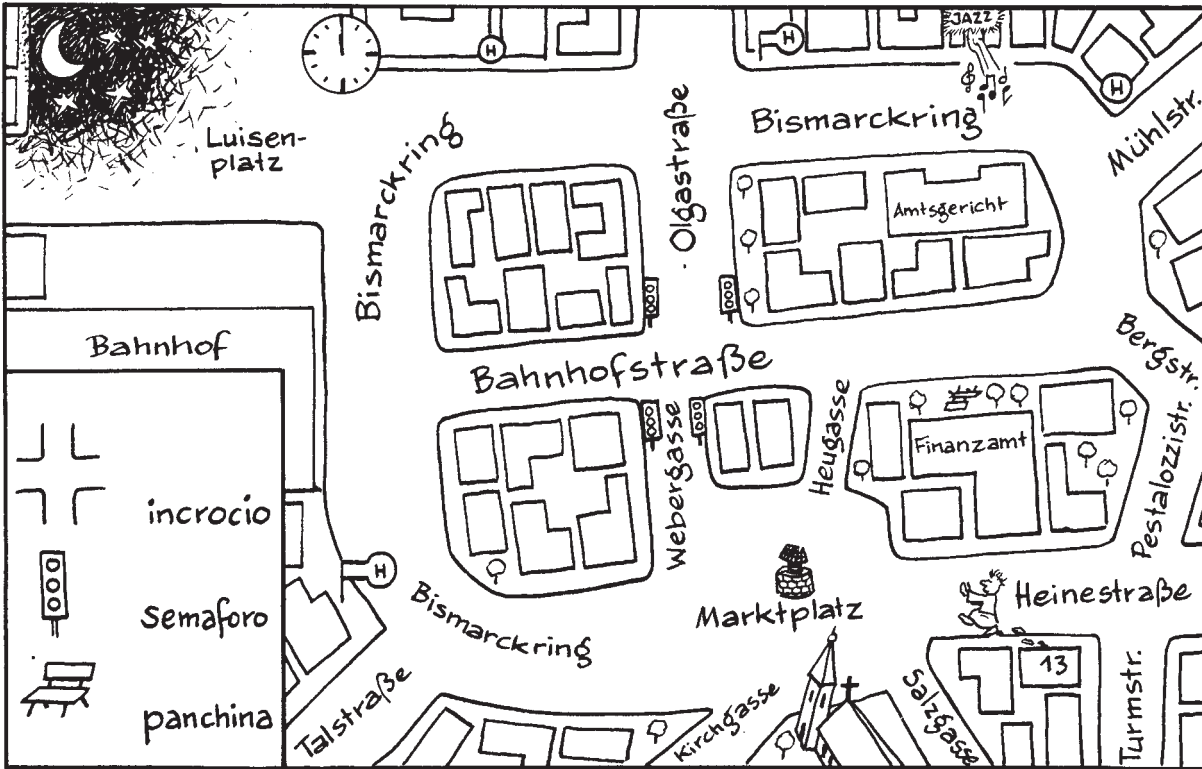 JAZZ
H
H
H
Luisen-
platz
Bismarckring
Olgastraße
Bismarckring
Mühlstr.
Amtsgericht
Bahnhof
Bahnhofstraße
Bergstr.
Webergasse
Heugasse
Finanzamt
Pestalozzistr.
incrocio
semaforo
panchina
H
Bismarckring
Marktplatz
Heinestraße
13
Talstraße
Kirchgasse
Salzgasse
Turmstr.